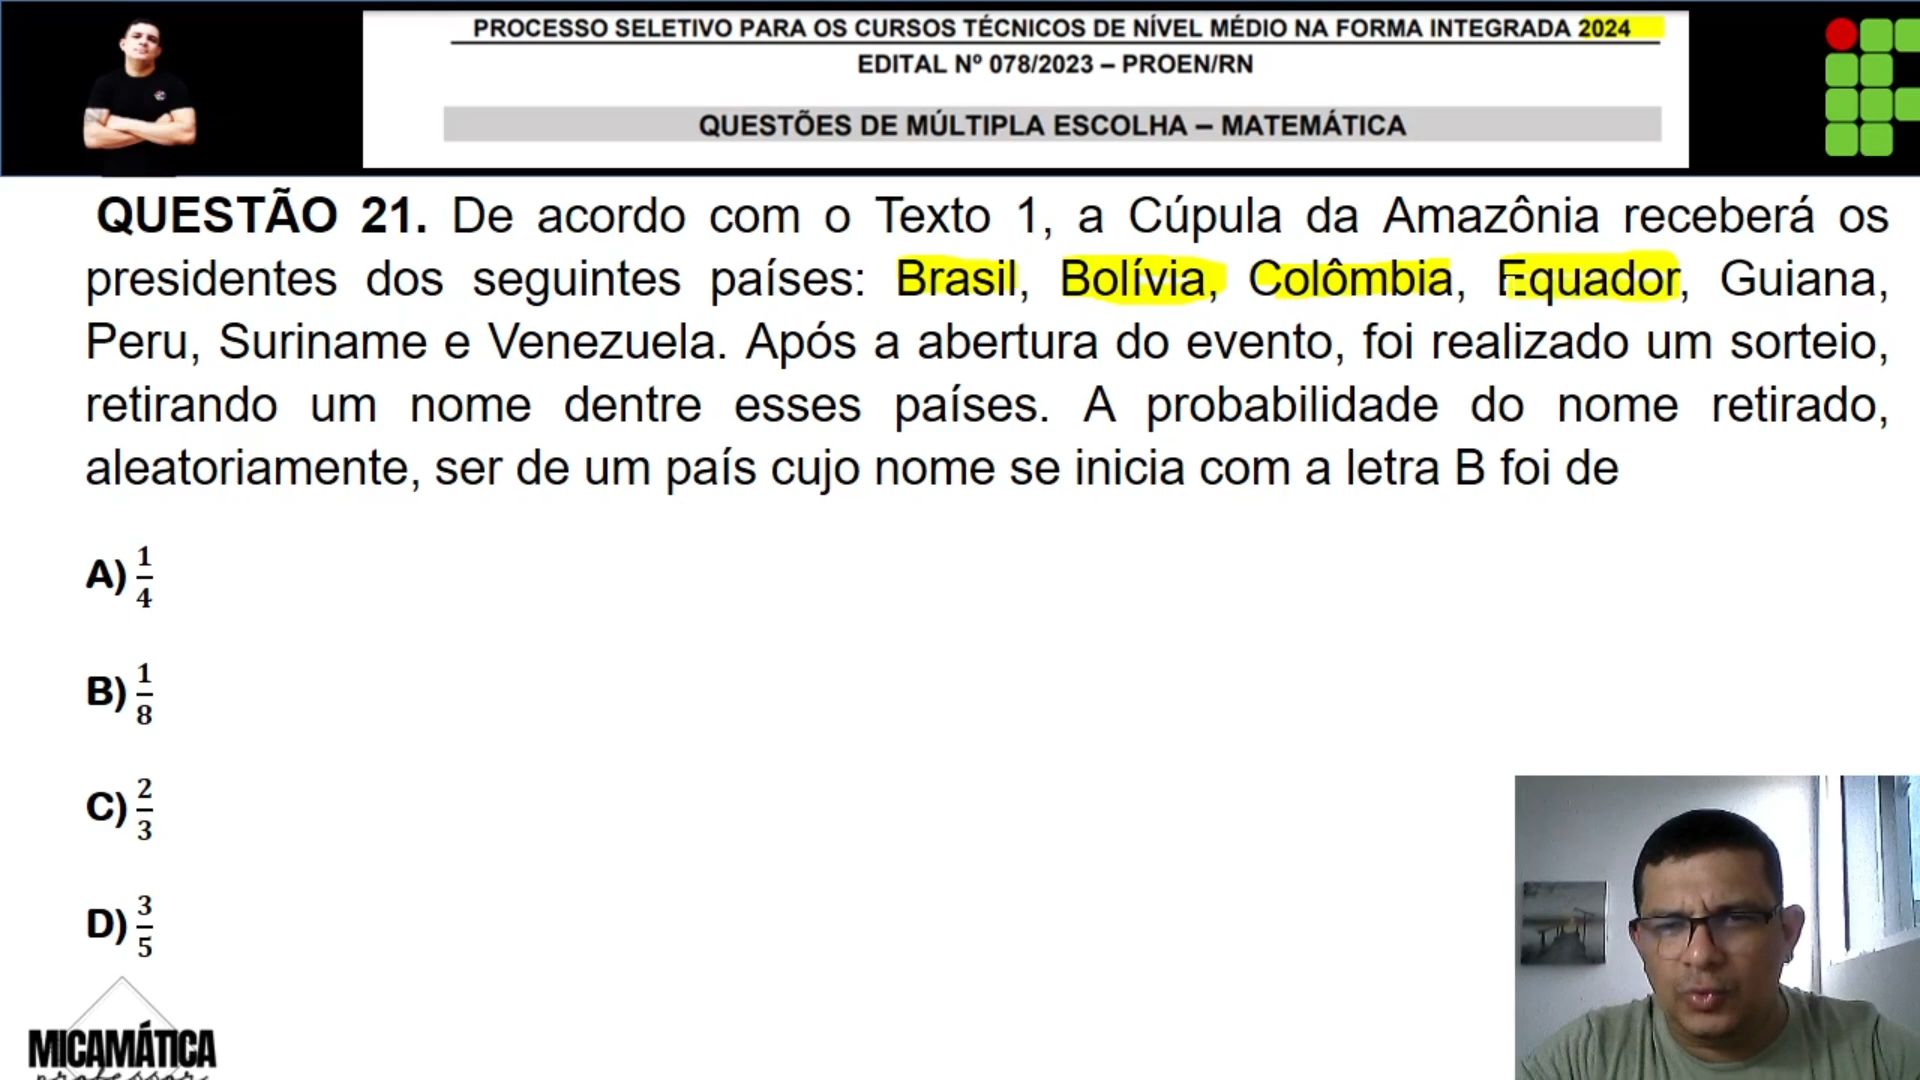 PROCESSO SELETIVO PARA OS CURSOS TÉCNICOS DE NÍVEL MÉDIO NA FORMA INTEGRADA 2024
EDITAL Nº 078/2023 – PROEN/RN
QUESTÕES DE MÚLTIPLA ESCOLHA – MATEMÁTICA
QUESTÃO 21. De acordo com o Texto 1, a Cúpula da Amazônia receberá os
presidentes dos seguintes países: Brasil, Bolívia, Colômbia, Equador, Guiana,
Peru, Suriname e Venezuela. Após a abertura do evento, foi realizado um sorteio,
retirando um nome dentre esses países. A probabilidade do nome retirado,
aleatoriamente, ser de um país cujo nome se inicia com a letra B foi de
A) 1/4
B) 1/8
C) 2/3
D) 3/5
MICAMÁTICA